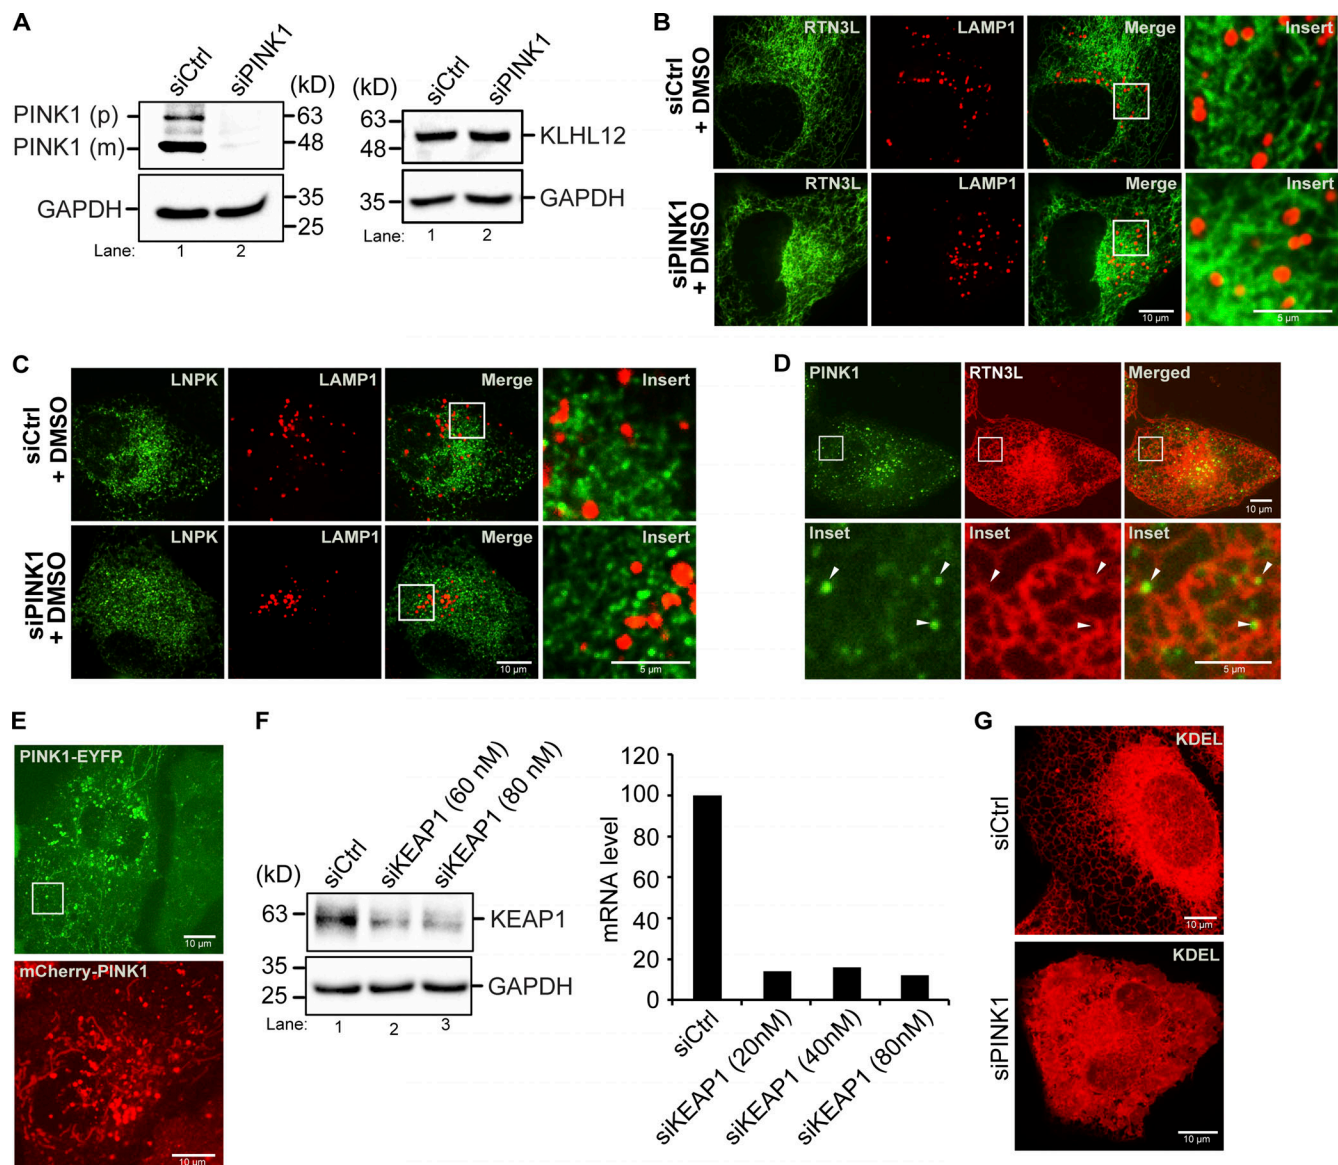 A
siCtrl
siPINK1
(kD)
PINK1 (p)
63
PINK1 (m)
48
GAPDH
35
25
Lane:
1
2
siCtrl
siPINK1
(kD)
63
48
KLHL12
35
GAPDH
Lane:
1
2
B
siCtrl
+ DMSO
RTN3L
LAMP1
Merge
Insert
siPINK1
+ DMSO
RTN3L
LAMP1
Merge
10 µm
Insert
5 µm
C
siCtrl
+ DMSO
LNPK
LAMP1
Merge
Insert
siPINK1
+ DMSO
LNPK
LAMP1
Merge
10 µm
Insert
5 µm
D
PINK1
RTN3L
Merged
10 µm
Inset
Inset
Inset
5 µm
E
PINK1-EYFP
10 µm
mCherry-PINK1
10 µm
F
(kD)
siCtrl
siKEAP1 (60 nM)
siKEAP1 (80 nM)
63
KEAP1
35
25
GAPDH
Lane:
1
2
3
mRNA level
120
100
80
60
40
20
0
siCtrl
siKEAP1 (20nM)
siKEAP1 (40nM)
siKEAP1 (80nM)
G
siCtrl
KDEL
10 µm
siPINK1
KDEL
10 µm